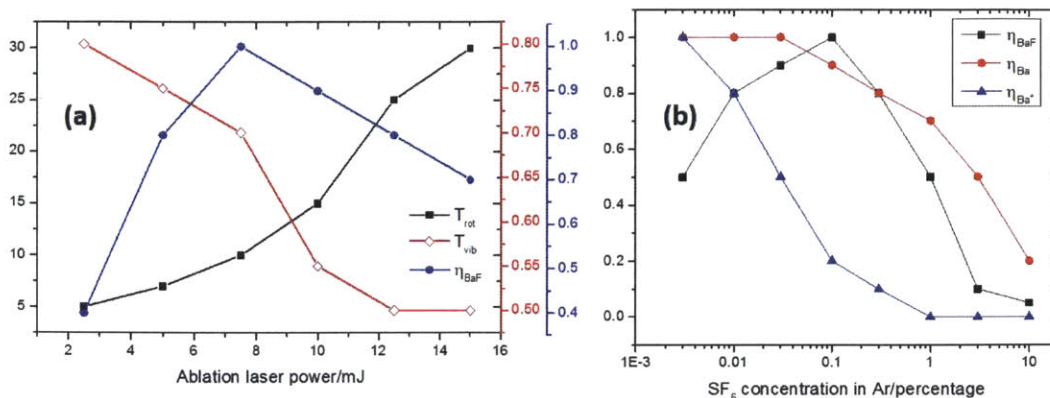 30
25
20
15
10
5
(a)
0.80
0.75
0.70
0.65
0.60
0.55
0.50
1.0
0.9
0.8
0.7
0.6
0.5
0.4
T_rot
T_vib
η_BaF
2 4 6 8 10 12 14 16
Ablation laser power/mJ
1.0
0.8
0.6
0.4
0.2
0.0
(b)
η_BaF
η_Ba
η_Ba*
1E-3 0.01 0.1 1 10
SF₆ concentration in Ar/percentage